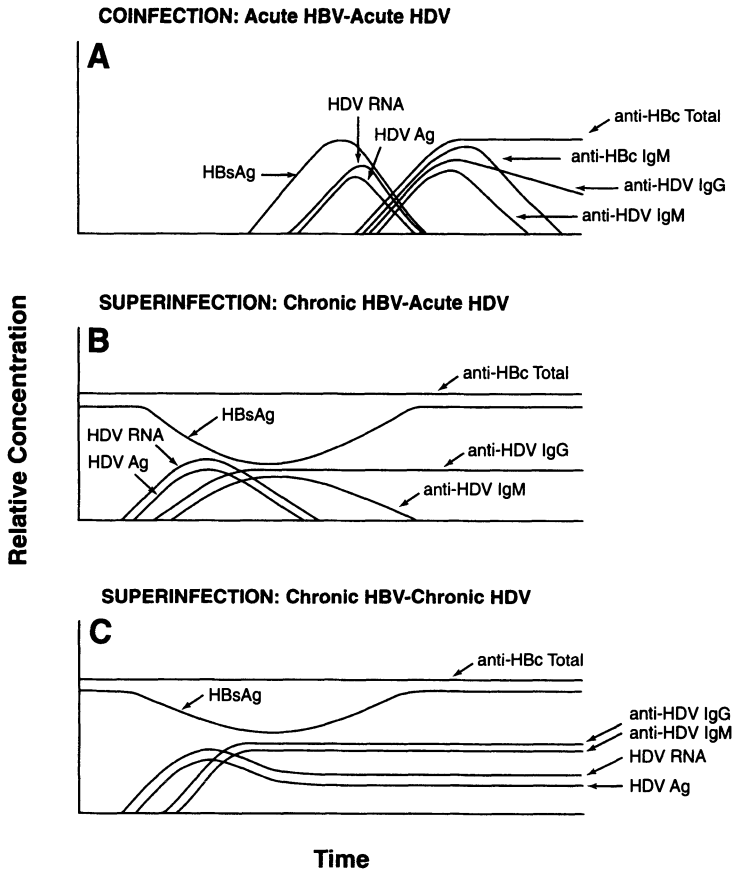 COINFECTION: Acute HBV-Acute HDV
A
HDV RNA
HDV Ag
HBsAg
anti-HBc Total
anti-HBc IgM
anti-HDV IgG
anti-HDV IgM
Relative Concentration
SUPERINFECTION: Chronic HBV-Acute HDV
B
anti-HBc Total
HBsAg
HDV RNA
HDV Ag
anti-HDV IgG
anti-HDV IgM
SUPERINFECTION: Chronic HBV-Chronic HDV
C
anti-HBc Total
HBsAg
anti-HDV IgG
anti-HDV IgM
HDV RNA
HDV Ag
Time